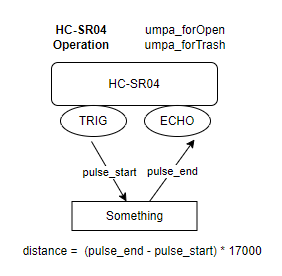 HC-SR04 umpa_forOpen
Operation umpa_forTrash
HC-SR04
TRIG ECHO
pulse_start pulse_end
Something
distance = (pulse_end - pulse_start) * 17000